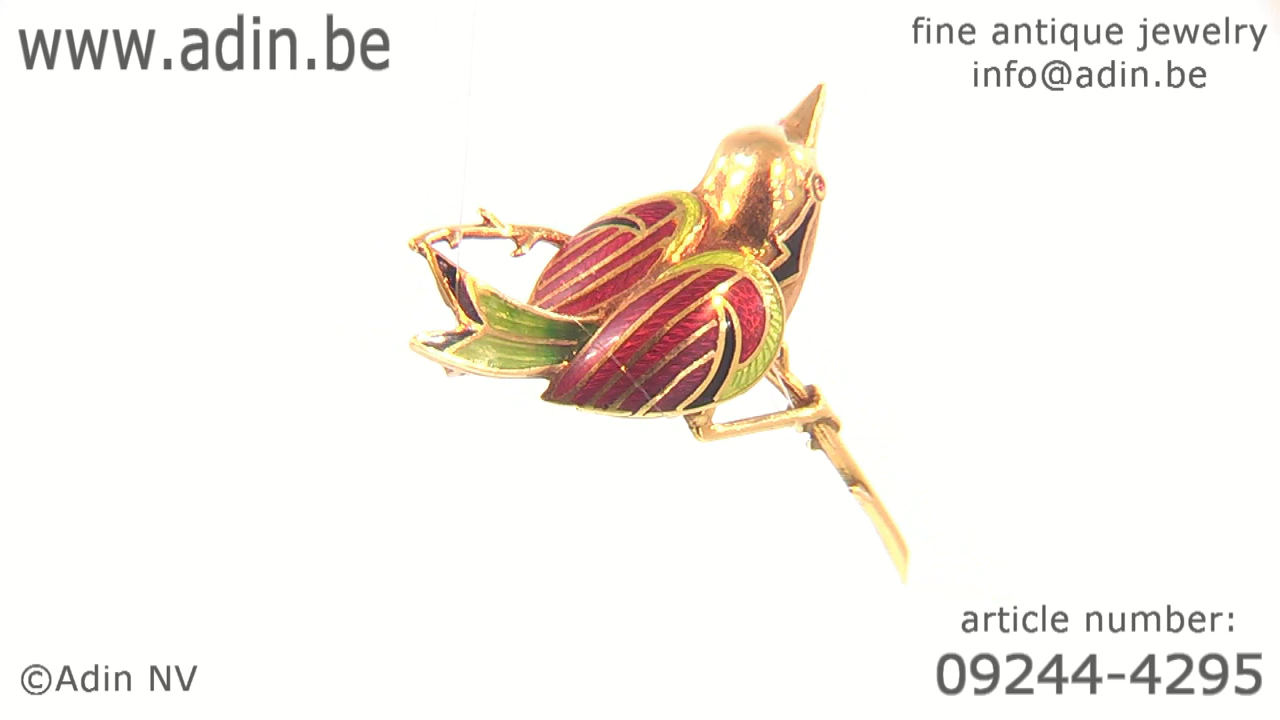 www.adin.be
fine antique jewelry
info@adin.be
article number:
09244-4295
©Adin NV